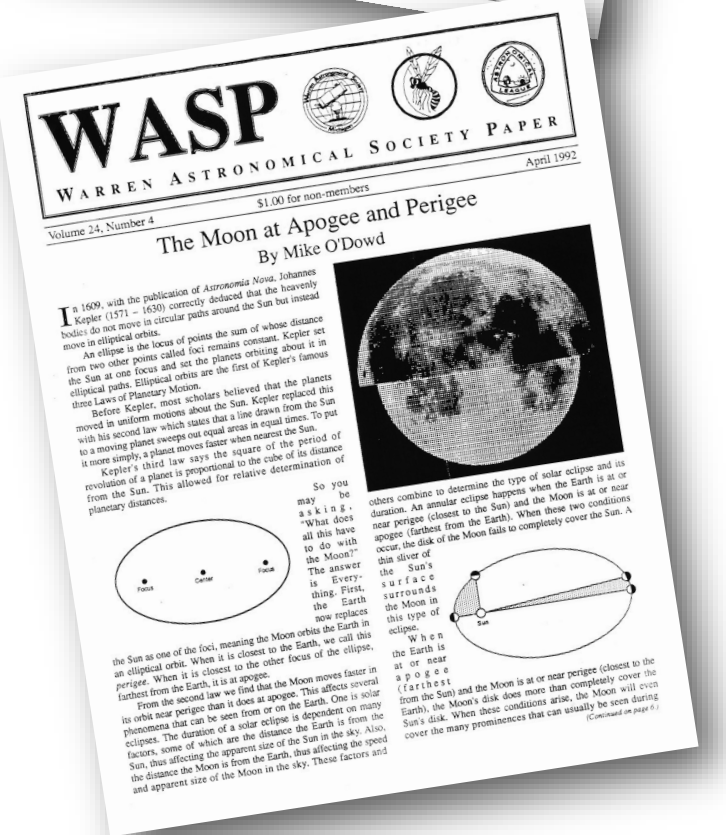 WASP
WARREN ASTRONOMICAL SOCIETY PAPER
Volume 24, Number 4
$1.00 for non-members
April 1992
The Moon at Apogee and Perigee
By Mike O'Dowd
In 1609, with the publication of Astronomia Nova, Johannes
Kepler (1571 – 1630) correctly deduced that the heavenly
bodies do not move in circular paths around the Sun but instead
move in elliptical orbits.
An ellipse is the locus of points the sum of whose distance
from two other points called foci remains constant. Kepler set
the Sun at one focus and set the planets orbiting about it in
elliptical paths. Elliptical orbits are the first of Kepler's famous
three Laws of Planetary Motion.
Before Kepler, most scholars believed that the planets
moved in uniform motions about the Sun. Kepler replaced this
with his second law which states that a line drawn from the Sun
to a moving planet sweeps out equal areas in equal times. To put
it more simply, a planet moves faster when nearest the Sun.
Kepler's third law says the square of the period of
revolution of a planet is proportional to the cube of its distance
from the Sun. This allowed for relative determination of
planetary distances.
So you
may be
asking,
"What does
all this have
to do with
the Moon?"
The answer
is Every-
thing. First,
the Earth
now replaces
Focus
Center
Focus
the Sun as one of the foci, meaning the Moon orbits the Earth in
an elliptical orbit. When it is closest to the Earth, we call this
perigee. When it is closest to the other focus of the ellipse,
farthest from the Earth, it is at apogee.
From the second law we find that the Moon moves faster in
its orbit near perigee than it does at apogee. This affects several
phenomena that can be seen from or on the Earth. One is solar
eclipses. The duration of a solar eclipse is dependent on many
factors, some of which are the distance the Earth is from the
Sun, thus affecting the apparent size of the Sun in the sky. Also,
the distance the Moon is from the Earth, thus affecting the speed
and apparent size of the Moon in the sky. These factors and
others combine to determine the type of solar eclipse and its
duration. An annular eclipse happens when the Earth is at or
near perigee (closest to the Sun) and the Moon is at or near
apogee (farthest from the Earth). When these two conditions
occur, the disk of the Moon fails to completely cover the Sun. A
thin sliver of
the Sun's
surface
surrounds
the Moon in
this type of
eclipse.
When
the Earth is
at or near
apogee
(farthest
Sun
from the Sun) and the Moon is at or near perigee (closest to the
Earth), the Moon's disk does more than completely cover the
Sun's disk. When these conditions arise, the Moon will even
cover the many prominences that can usually be seen during
(Continued on page 6.)